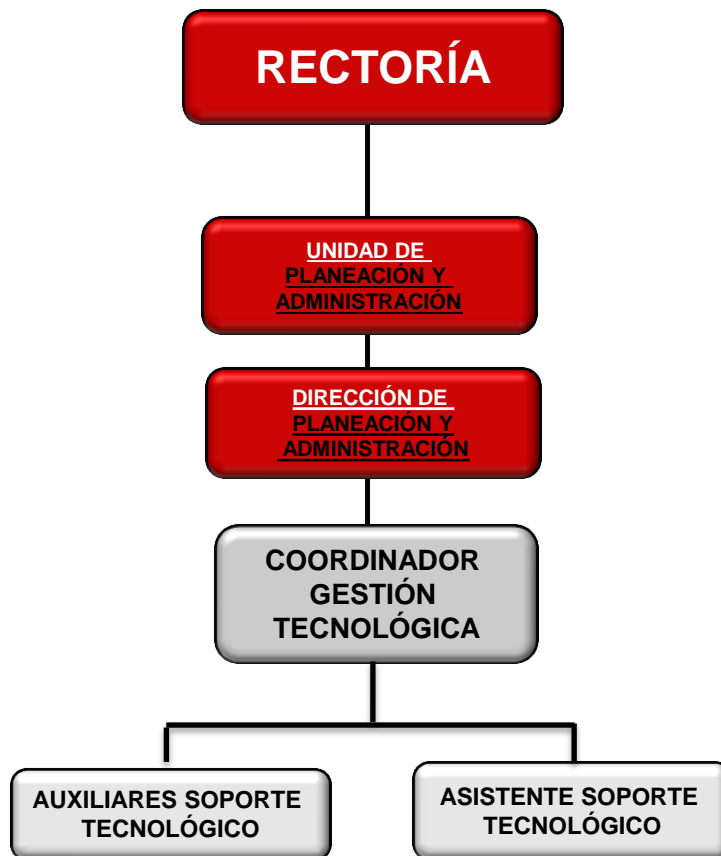 RECTORÍA
UNIDAD DE
PLANEACIÓN Y
ADMINISTRACIÓN
DIRECCIÓN DE
PLANEACIÓN Y
ADMINISTRACIÓN
COORDINADOR
GESTIÓN
TECNOLÓGICA
AUXILIARES SOPORTE
TECNOLÓGICO
ASISTENTE SOPORTE
TECNOLÓGICO